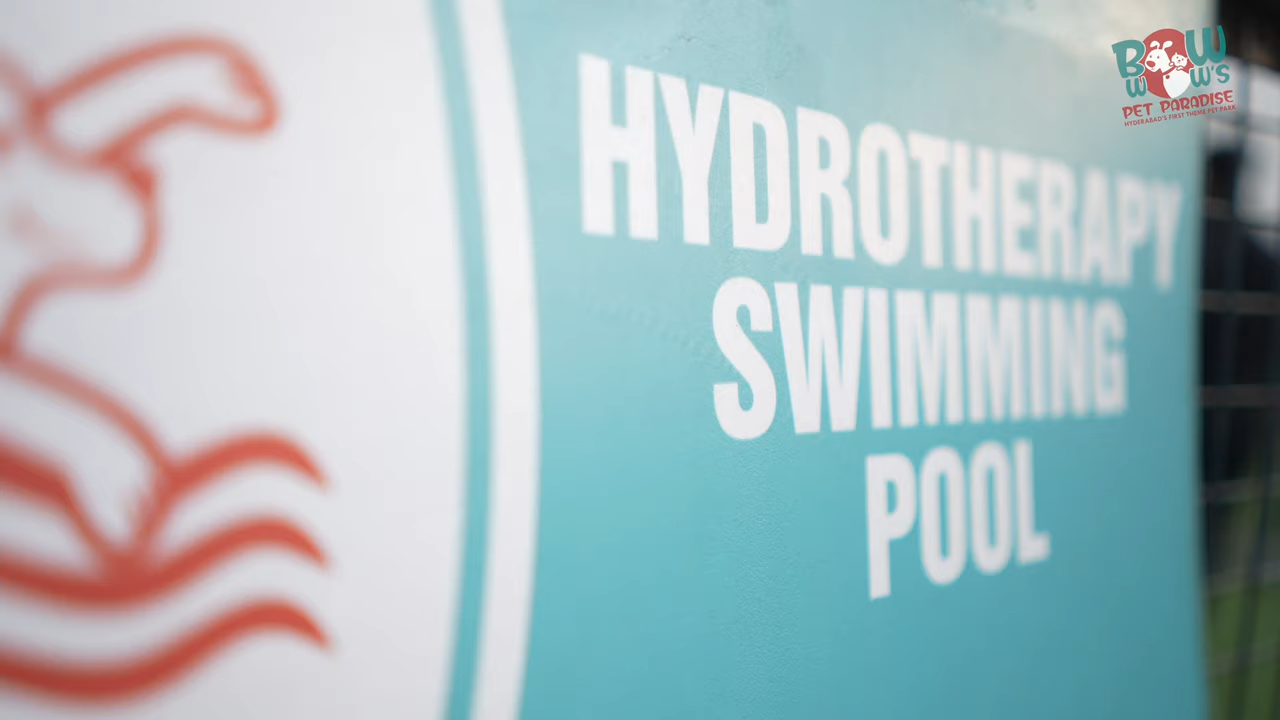 HYDROTHERAPY
SWIMMING
POOL
BOW
WOW'S
PET PARADISE
HYDERABAD'S FIRST THEME PET PARK